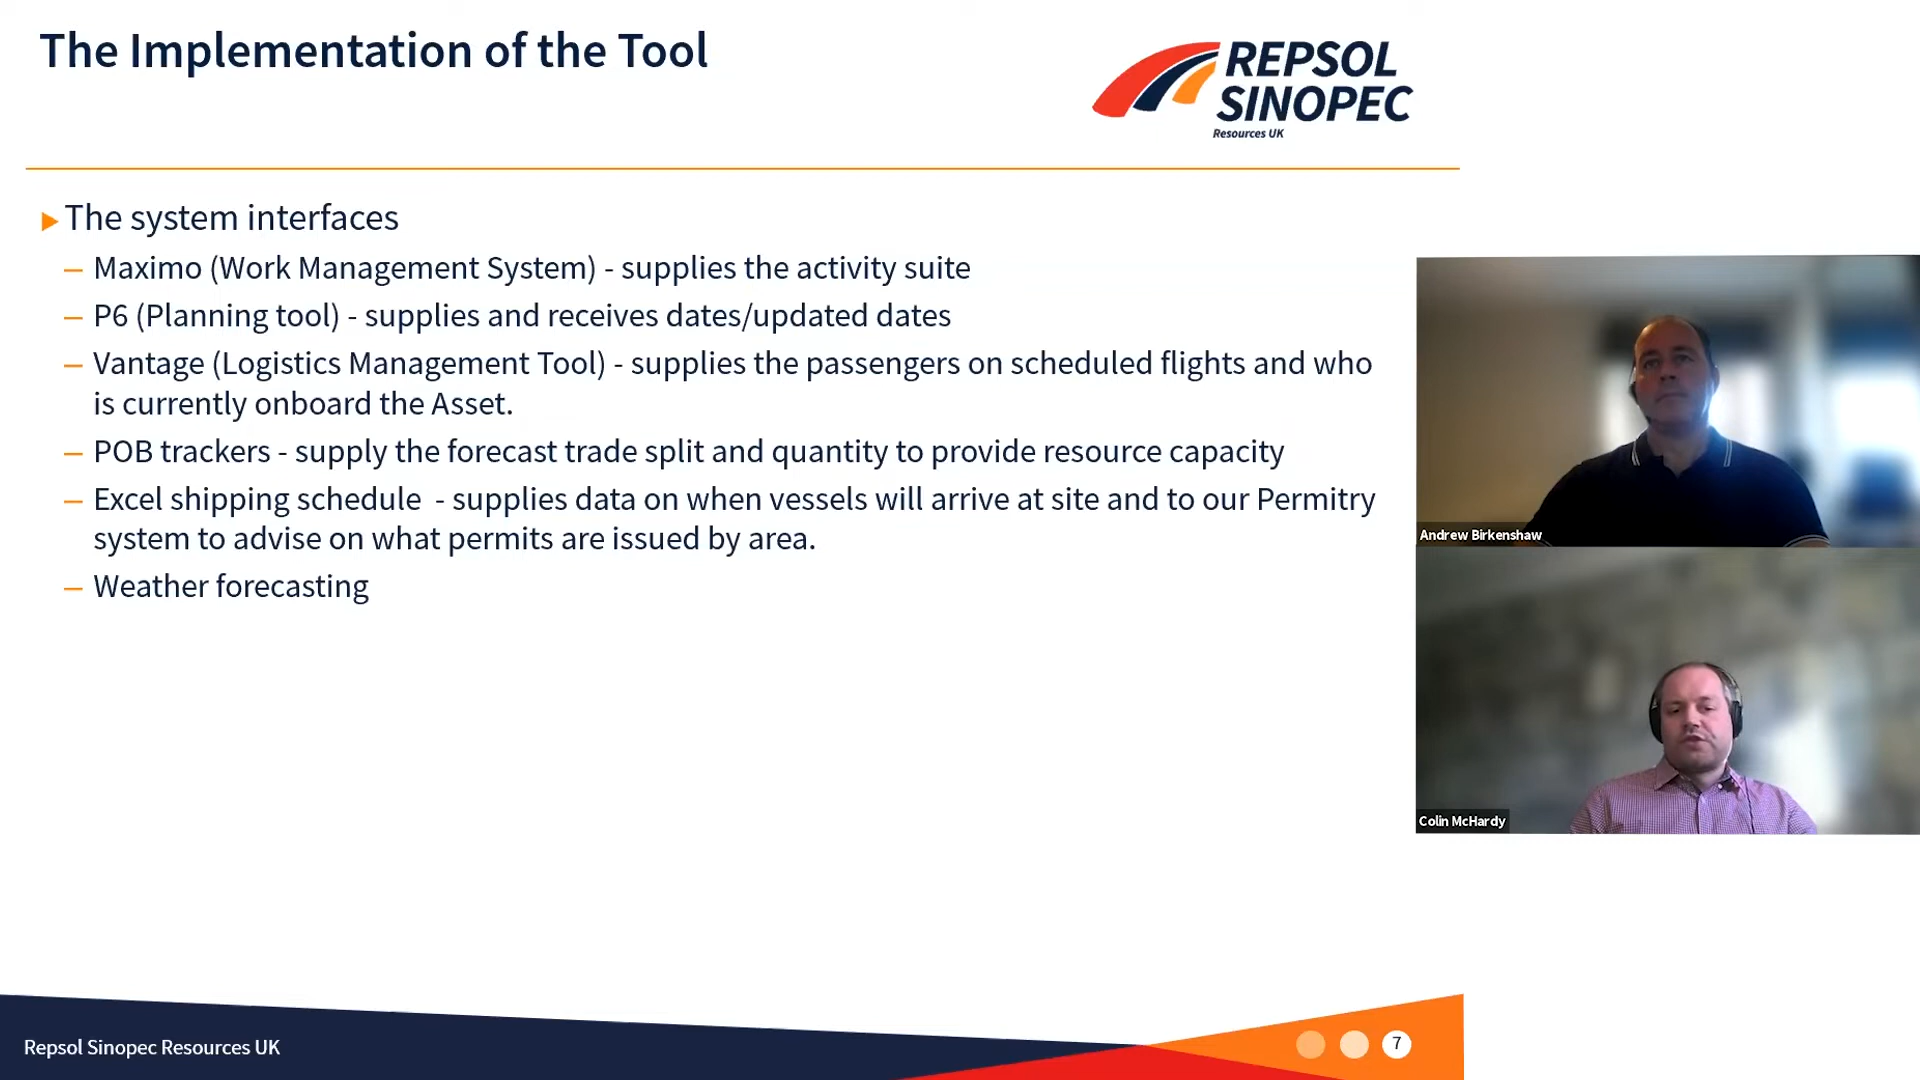 The Implementation of the Tool
REPSOL
SINOPEC
Resources UK
The system interfaces
– Maximo (Work Management System) - supplies the activity suite
– P6 (Planning tool) - supplies and receives dates/updated dates
– Vantage (Logistics Management Tool) - supplies the passengers on scheduled flights and who
is currently onboard the Asset.
– POB trackers - supply the forecast trade split and quantity to provide resource capacity
– Excel shipping schedule - supplies data on when vessels will arrive at site and to our Permitry
system to advise on what permits are issued by area.
– Weather forecasting
Andrew Birkenshaw
Colin McHardy
Repsol Sinopec Resources UK
7